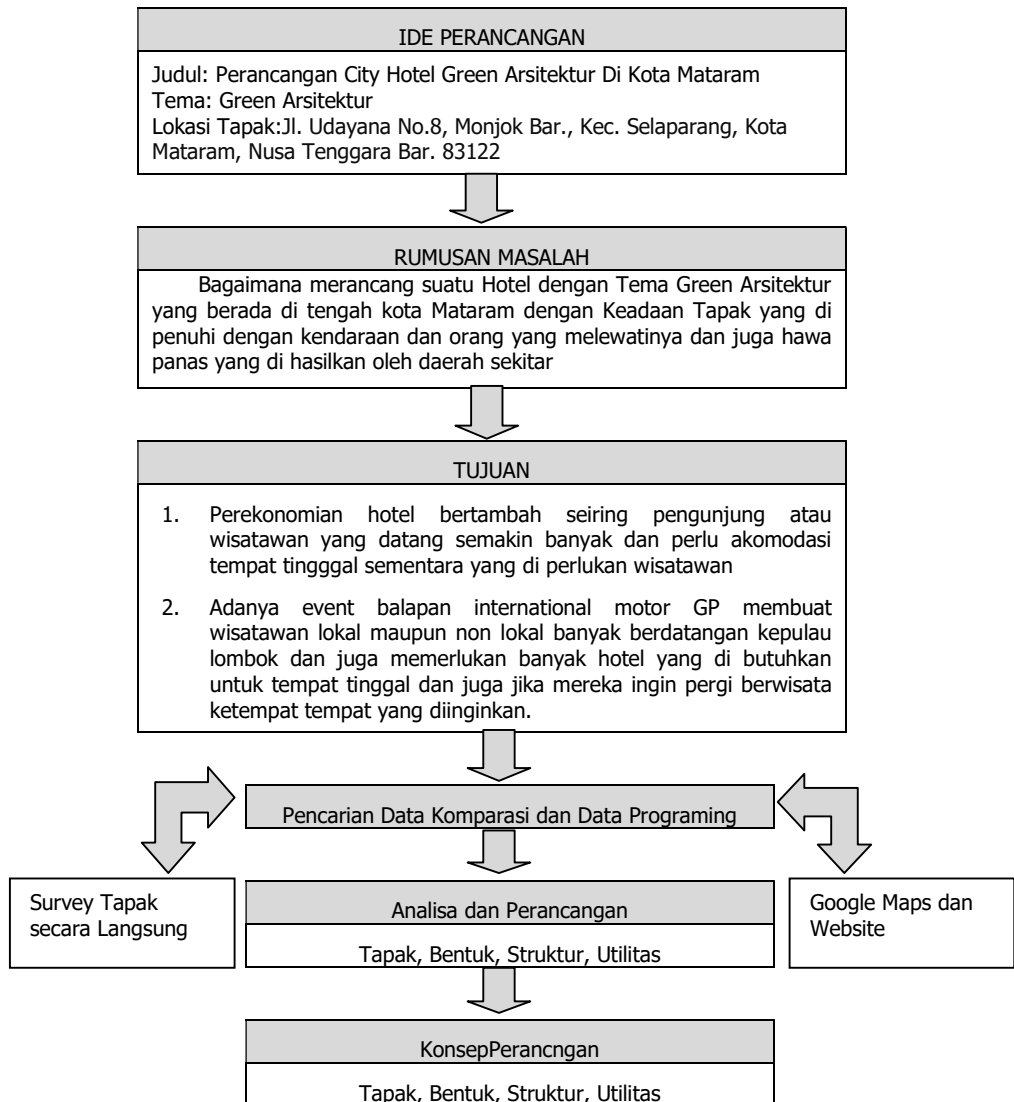 IDE PERANCANGAN
Judul: Perancangan City Hotel Green Arsitektur Di Kota Mataram
Tema: Green Arsitektur
Lokasi Tapak:Jl. Udayana No.8, Monjok Bar., Kec. Selaparang, Kota
Mataram, Nusa Tenggara Bar. 83122
RUMUSAN MASALAH
Bagaimana merancang suatu Hotel dengan Tema Green Arsitektur
yang berada di tengah kota Mataram dengan Keadaan Tapak yang di
penuhi dengan kendaraan dan orang yang melewatinya dan juga hawa
panas yang di hasilkan oleh daerah sekitar
TUJUAN
1. Perekonomian hotel bertambah seiring pengunjung atau
wisatawan yang datang semakin banyak dan perlu akomodasi
tempat tingggal sementara yang di perlukan wisatawan
2. Adanya event balapan international motor GP membuat
wisatawan lokal maupun non lokal banyak berdatangan kepulau
lombok dan juga memerlukan banyak hotel yang di butuhkan
untuk tempat tinggal dan juga jika mereka ingin pergi berwisata
ketempat tempat yang diinginkan.
Pencarian Data Komparasi dan Data Programing
Survey Tapak
secara Langsung
Google Maps dan
Website
Analisa dan Perancangan
Tapak, Bentuk, Struktur, Utilitas
KonsepPerancngan
Tapak, Bentuk, Struktur, Utilitas